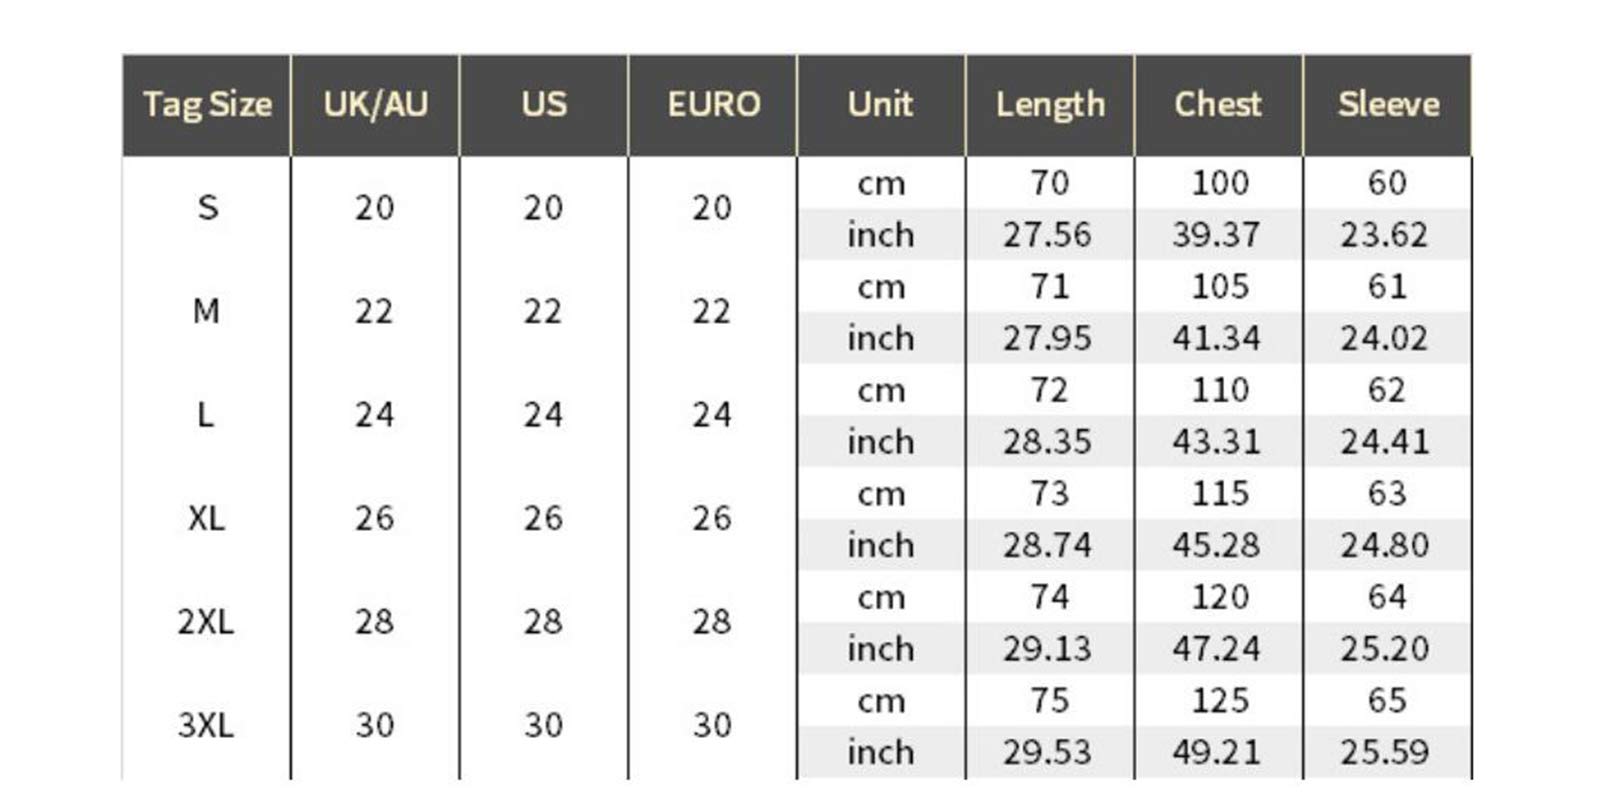 Tag Size UK/AU US EURO Unit Length Chest Sleeve
S 20 20 20 cm 70 100 60
inch 27.56 39.37 23.62
M 22 22 22 cm 71 105 61
inch 27.95 41.34 24.02
L 24 24 24 cm 72 110 62
inch 28.35 43.31 24.41
XL 26 26 26 cm 73 115 63
inch 28.74 45.28 24.80
2XL 28 28 28 cm 74 120 64
inch 29.13 47.24 25.20
3XL 30 30 30 cm 75 125 65
inch 29.53 49.21 25.59